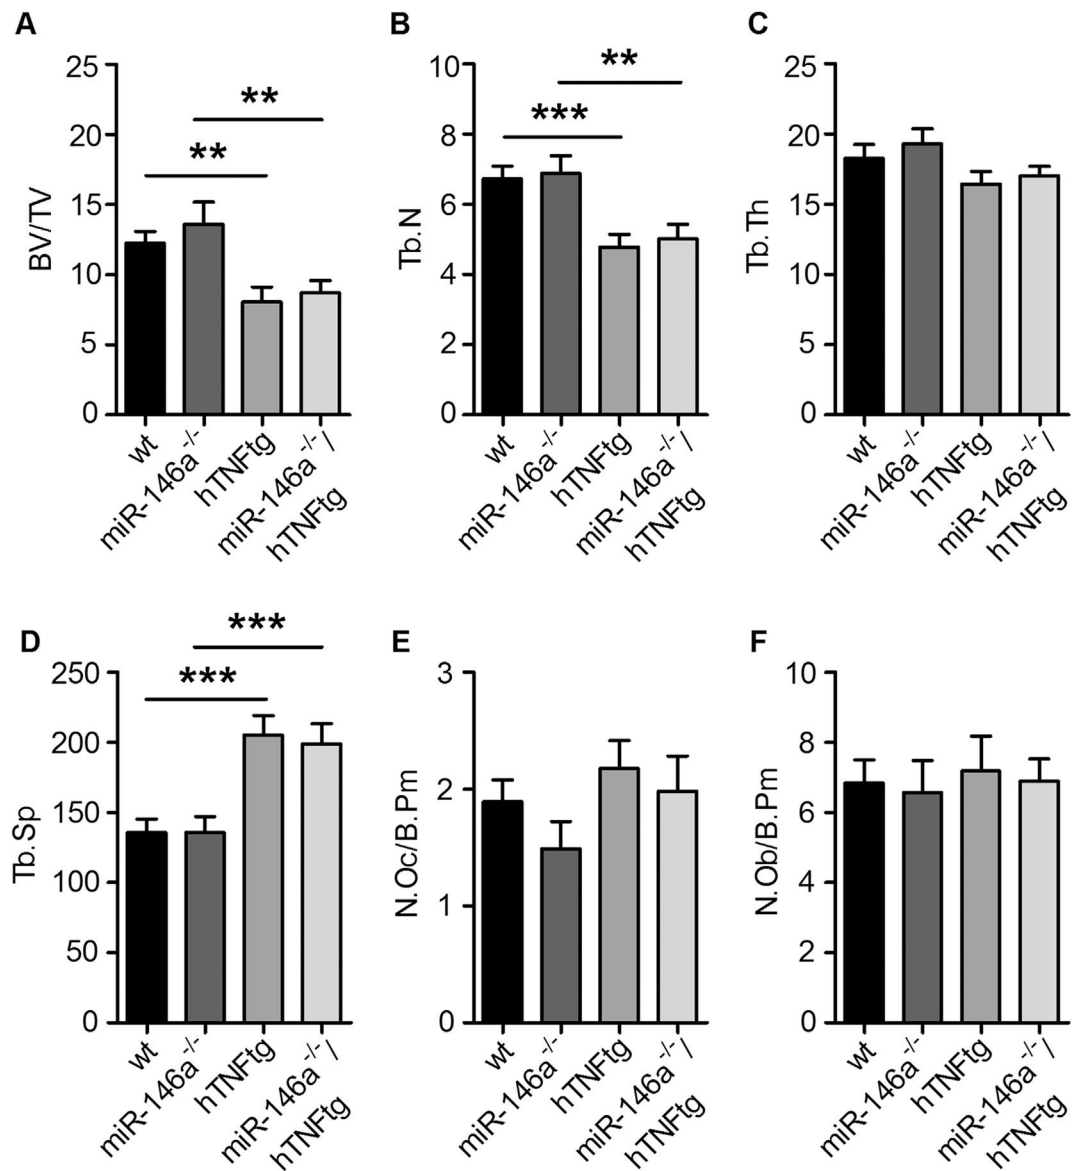 A
BV/TV
25
20
15
10
5
0
**
**
wt
miR-146a-/-
hTNFtg
miR-146a-/-/
hTNFtg
B
Tb.N
10
8
6
4
2
0
***
**
wt
miR-146a-/-
hTNFtg
miR-146a-/-/
hTNFtg
C
Tb.Th
25
20
15
10
5
0
wt
miR-146a-/-
hTNFtg
miR-146a-/-/
hTNFtg
D
Tb.Sp
250
200
150
100
50
0
***
***
wt
miR-146a-/-
hTNFtg
miR-146a-/-/
hTNFtg
E
N.Oc/B.Pm
3
2
1
0
wt
miR-146a-/-
hTNFtg
miR-146a-/-/
hTNFtg
F
N.Ob/B.Pm
10
8
6
4
2
0
wt
miR-146a-/-
hTNFtg
miR-146a-/-/
hTNFtg